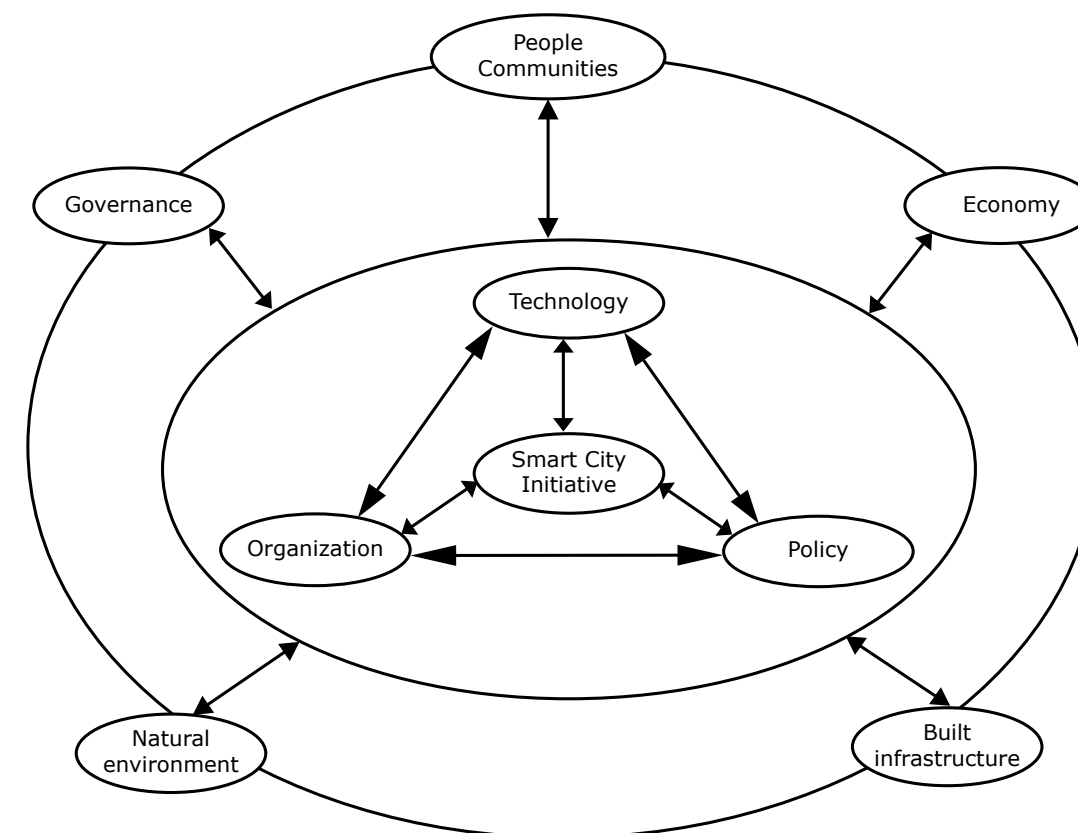 People
Communities
Governance
Economy
Technology
Smart City
Initiative
Organization
Policy
Natural
environment
Built
infrastructure